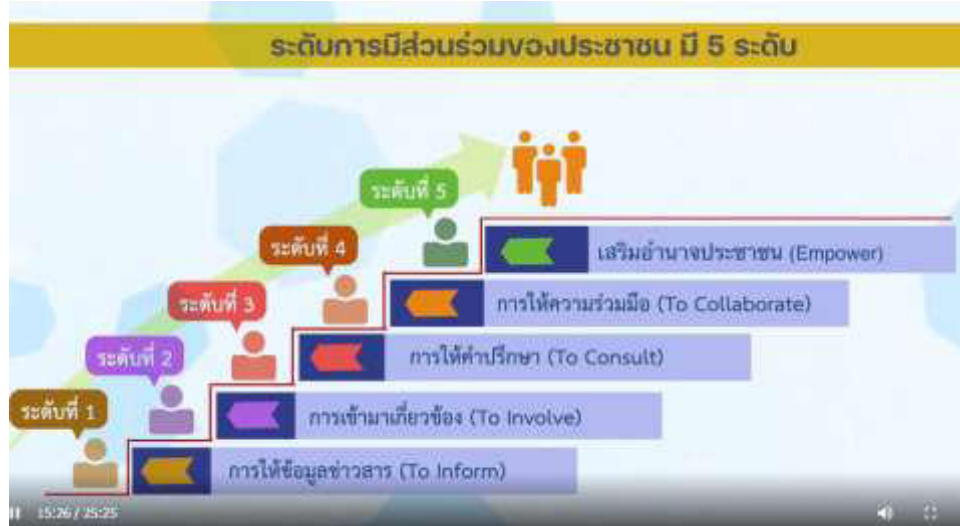 ระดับการมีส่วนร่วมของประชาชน มี 5 ระดับ
ระดับที่ 5
เสริมอำนาจประชาชน (Empower)
ระดับที่ 4
การให้ความร่วมมือ (To Collaborate)
ระดับที่ 3
การให้คำปรึกษา (To Consult)
ระดับที่ 2
การเข้ามาเกี่ยวข้อง (To Involve)
ระดับที่ 1
การให้ข้อมูลข่าวสาร (To Inform)
15:26 / 25:25